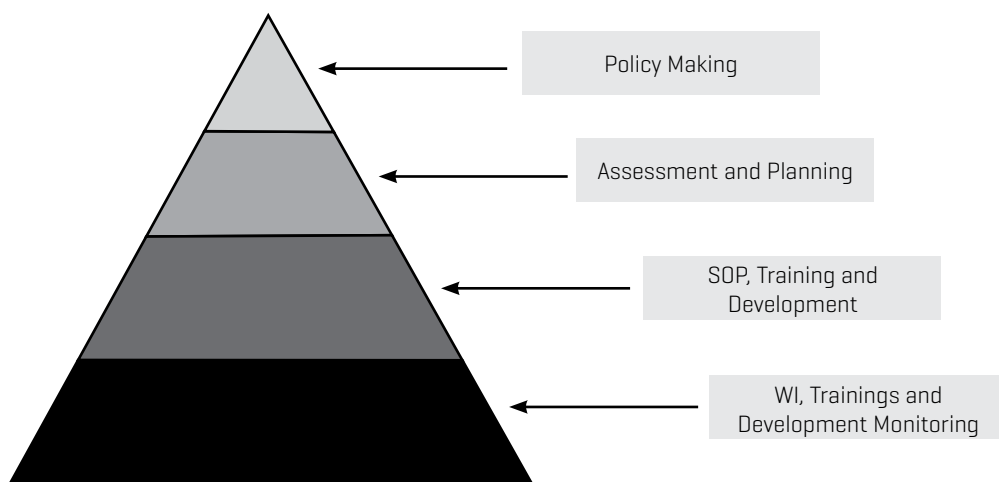 Policy Making
Assessment and Planning
SOP, Training and
Development
WI, Trainings and
Development Monitoring